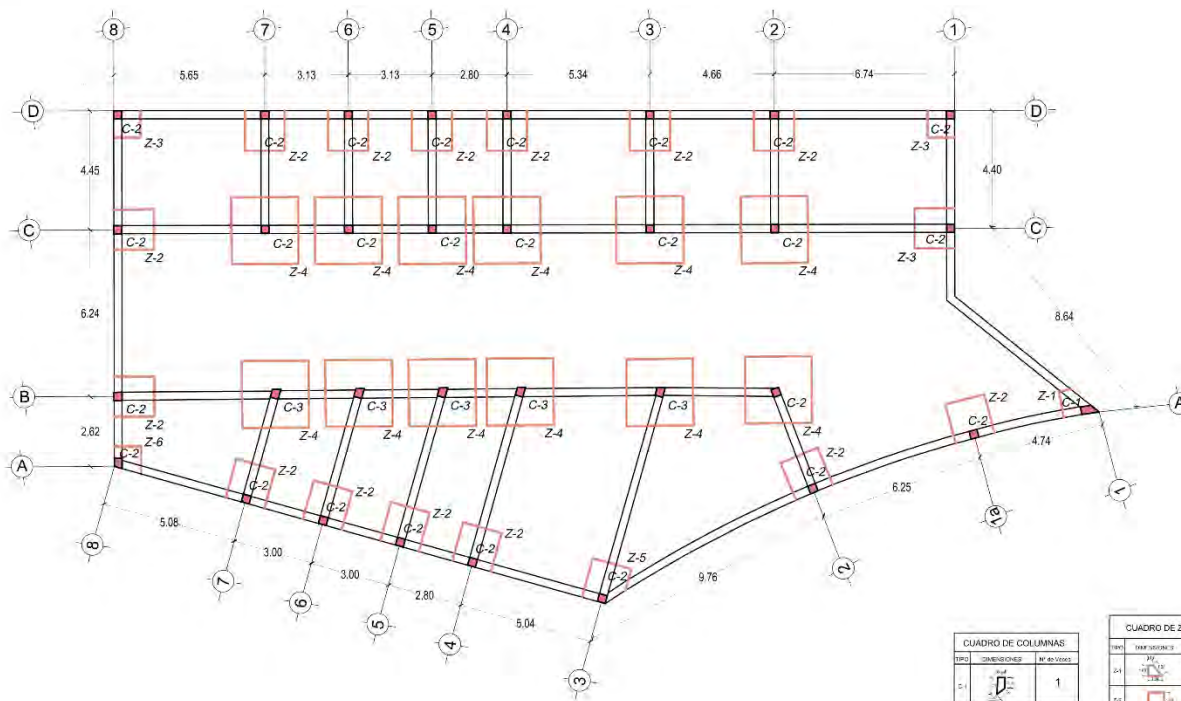 8 7 6 5 4 3 2 1
5.65 3.13 3.13 2.80 5.34 4.66 6.74
D D
C-2 C-2 C-2 C-2 C-2 C-2 C-2 C-2
Z-3 Z-2 Z-2 Z-2 Z-2 Z-2 Z-2 Z-3
4.45 4.40
C C
C-2 C-2 C-2 C-2 C-2 C-2 C-2 C-2
Z-2 Z-4 Z-4 Z-4 Z-4 Z-4 Z-4 Z-3
6.24 8.64
B A
C-2 C-3 C-3 C-3 C-3 C-3 C-2 Z-2 Z-1 C-1
Z-2 Z-4 Z-4 Z-4 Z-4 Z-4 Z-4 C-2
2.62 4.74
Z-6
C-2
A
Z-2 Z-2 Z-2 Z-2 Z-5 Z-2
C-2 C-2 C-2 C-2 C-2 C-2
5.08 3.00 3.00 2.80 5.04 9.76 6.25
8 7 6 5 4 3 2 1a 1
CUADRO DE COLUMNAS
TIPO DIMENSIONES N° de Veces
C-1 1
CUADRO DE Z
TIPO DIMENSIONES
Z-1